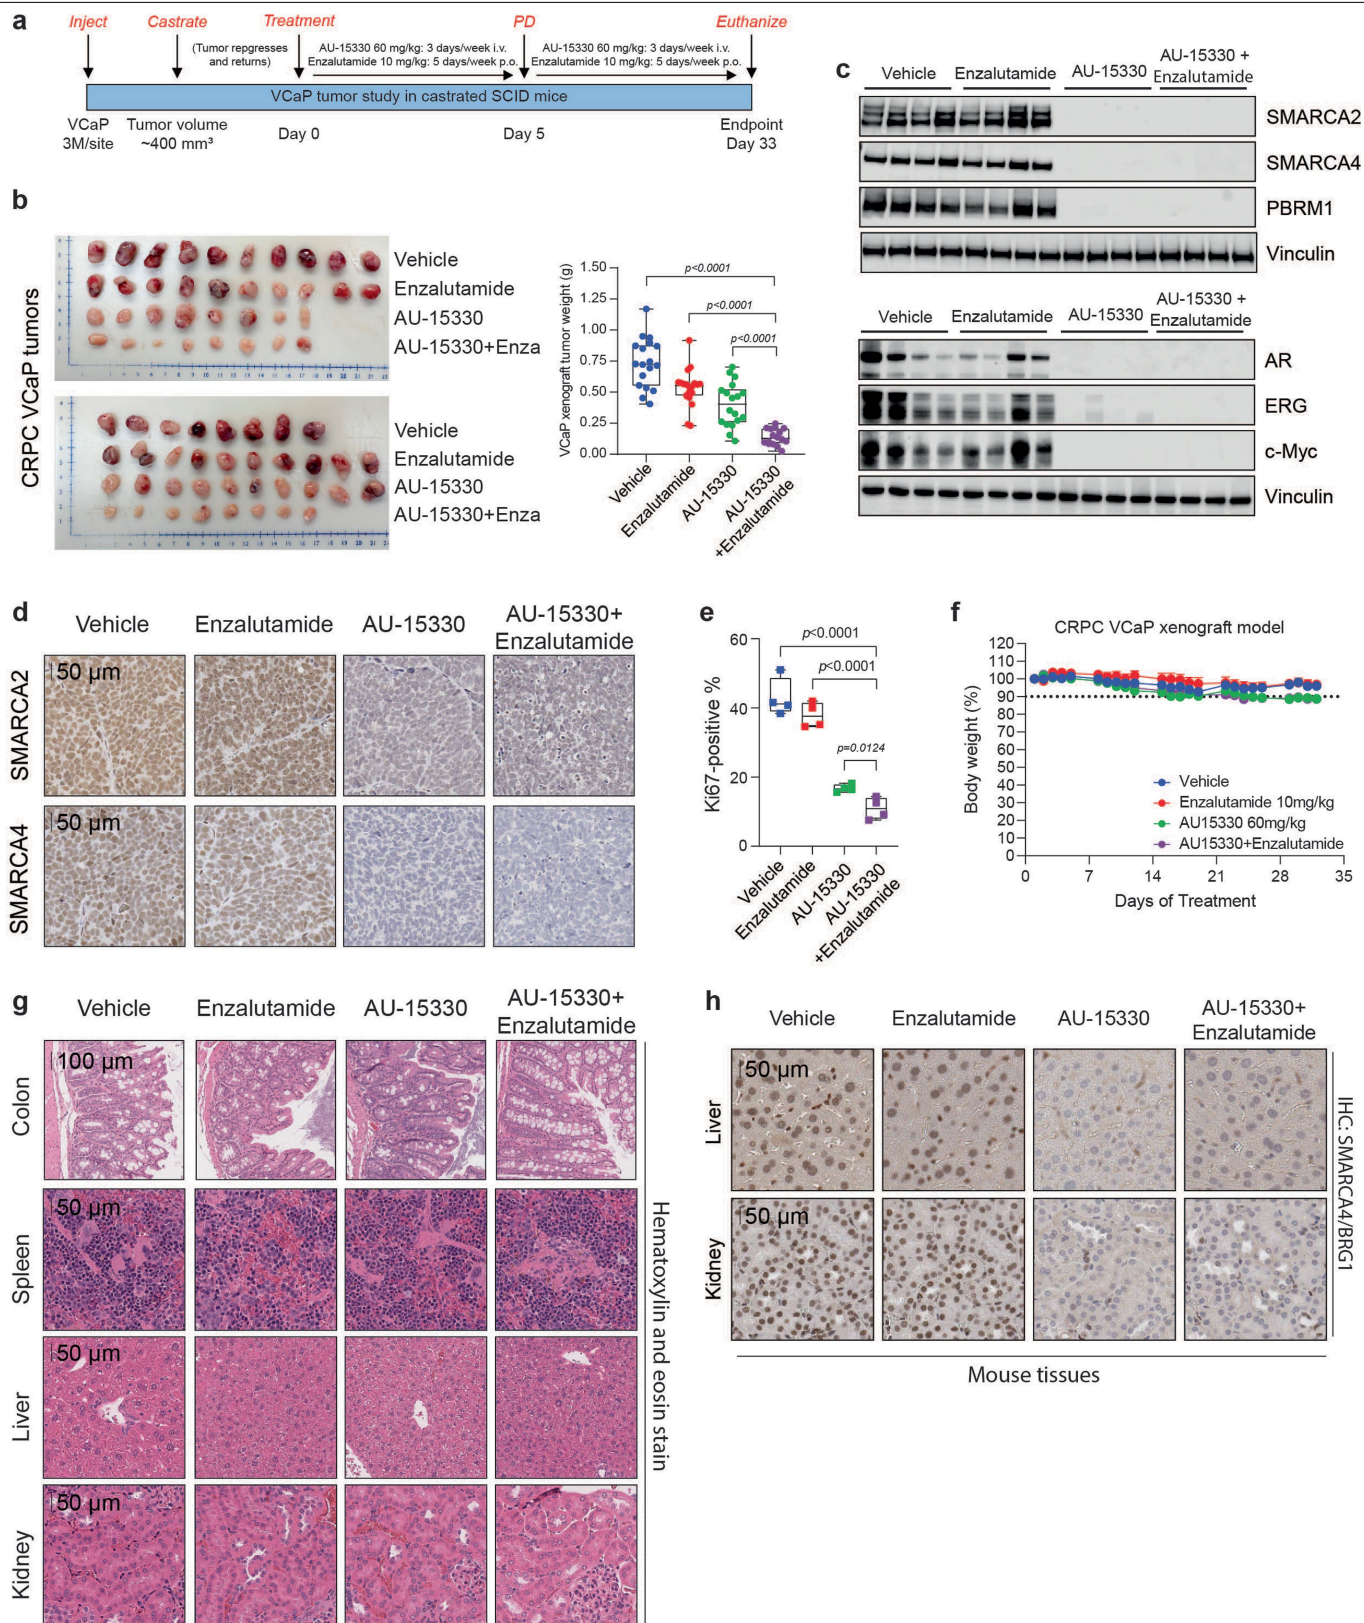 a
Inject
Castrate
Treatment
PD
Euthanize
(Tumor regresses
and returns)
AU-15330 60 mg/kg: 3 days/week i.v.
Enzalutamide 10 mg/kg: 5 days/week p.o.
AU-15330 60 mg/kg: 3 days/week i.v.
Enzalutamide 10 mg/kg: 5 days/week p.o.
VCaP tumor study in castrated SCID mice
VCaP
3M/site
Tumor volume
~400 mm³
Day 0
Day 5
Endpoint
Day 33
b
CRPC VCaP tumors
Vehicle
Enzalutamide
AU-15330
AU-15330+Enza
Vehicle
Enzalutamide
AU-15330
AU-15330+Enza
VCaP xenograft tumor weight (g)
1.50
1.25
1.00
0.75
0.50
0.25
0.00
p<0.0001
p<0.0001
p<0.0001
Vehicle
Enzalutamide
AU-15330
AU-15330
+Enzalutamide
c
Vehicle
Enzalutamide
AU-15330
AU-15330 +
Enzalutamide
SMARCA2
SMARCA4
PBRM1
Vinculin
Vehicle
Enzalutamide
AU-15330
AU-15330 +
Enzalutamide
AR
ERG
c-Myc
Vinculin
d
Vehicle
Enzalutamide
AU-15330
AU-15330+
Enzalutamide
SMARCA2
50 µm
SMARCA4
50 µm
e
Ki67-positive %
60
40
20
0
p<0.0001
p<0.0001
p=0.0124
Vehicle
Enzalutamide
AU-15330
AU-15330
+Enzalutamide
f
CRPC VCaP xenograft model
Body weight (%)
120
110
100
90
80
70
60
50
40
30
20
10
0
Vehicle
Enzalutamide 10mg/kg
AU15330 60mg/kg
AU15330+Enzalutamide
0
7
14
21
28
35
Days of Treatment
g
Vehicle
Enzalutamide
AU-15330
AU-15330+
Enzalutamide
Colon
100 µm
Spleen
50 µm
Liver
50 µm
Kidney
50 µm
Hematoxylin and eosin stain
h
Vehicle
Enzalutamide
AU-15330
AU-15330+
Enzalutamide
Liver
50 µm
Kidney
50 µm
IHC: SMARCA4/BRG1
Mouse tissues